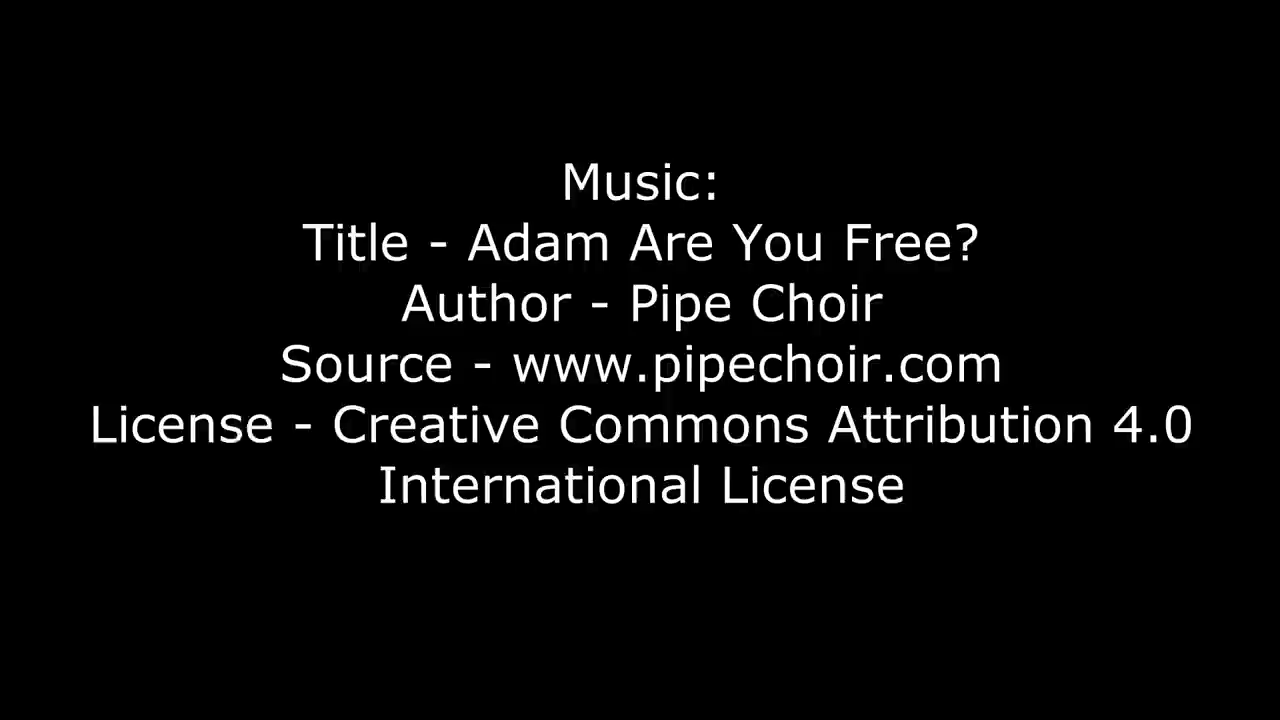 Music:
Title - Adam Are You Free?
Author - Pipe Choir
Source - www.pipechoir.com
License - Creative Commons Attribution 4.0
International License